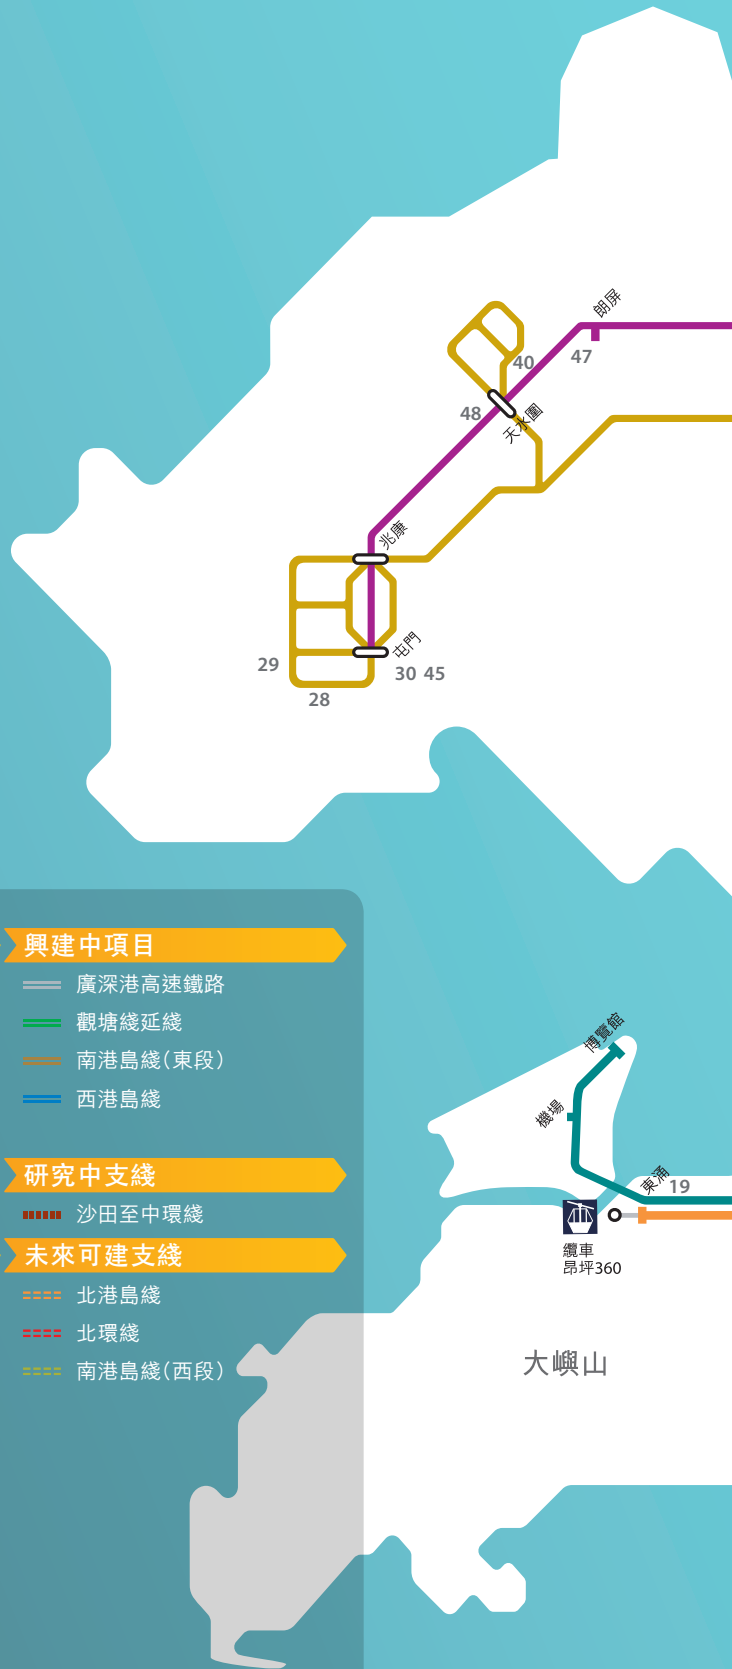 朗屏
47
40
48
天水圍
兆康
屯門
29
30 45
28
興建中項目
廣深港高速鐵路
觀塘綫延綫
南港島綫(東段)
西港島綫
研究中支綫
沙田至中環綫
未來可建支綫
北港島綫
北環綫
南港島綫(西段)
博覽館
機場
東涌
19
纜車
昂坪360
大嶼山